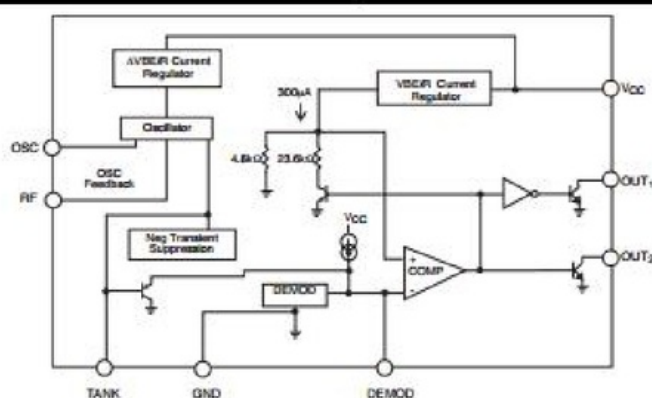 ΔVBE/R Current
Regulator
300µA
VBE/R Current
Regulator
VCC
Oscillator
OSC
4.8kΩ
23.6kΩ
OSC
Feedback
RF
OUT1
VCC
Neg Transient
Suppression
+
COMP
-
OUT2
DEMOD
TANK
GND
DEMOD